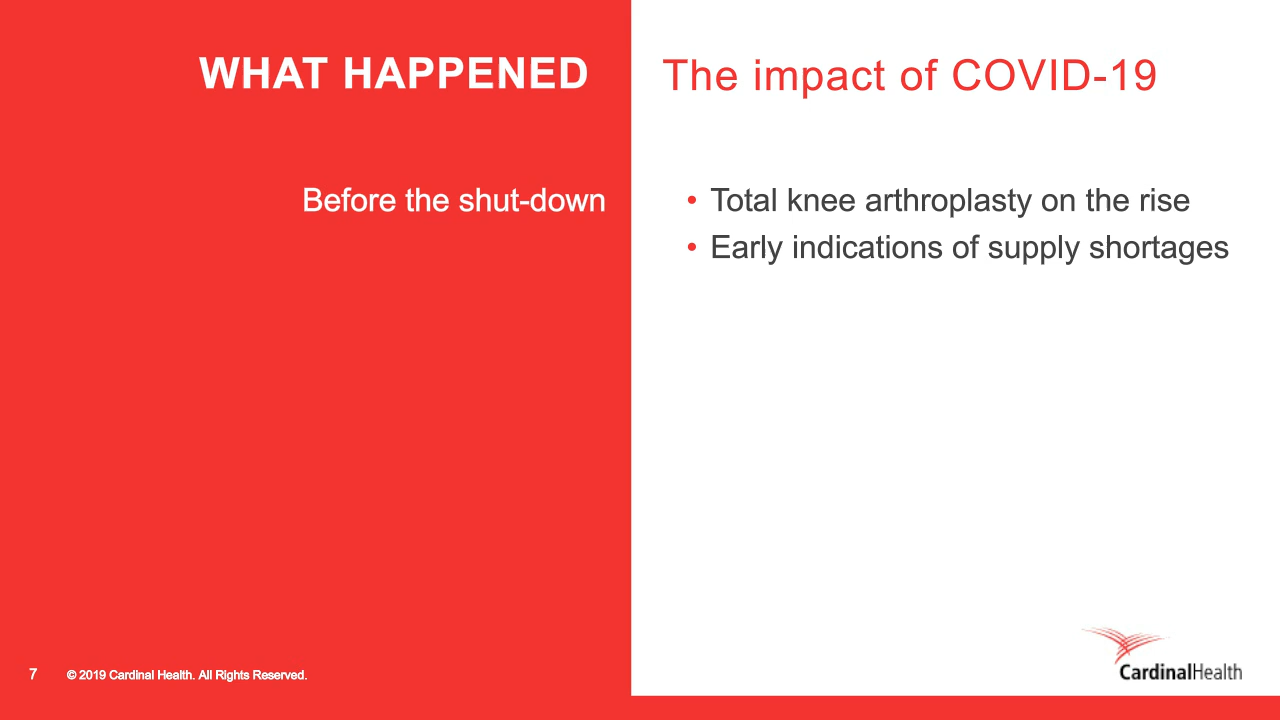 WHAT HAPPENED
The impact of COVID-19
Before the shut-down
• Total knee arthroplasty on the rise
• Early indications of supply shortages
7 © 2019 Cardinal Health. All Rights Reserved.
CardinalHealth